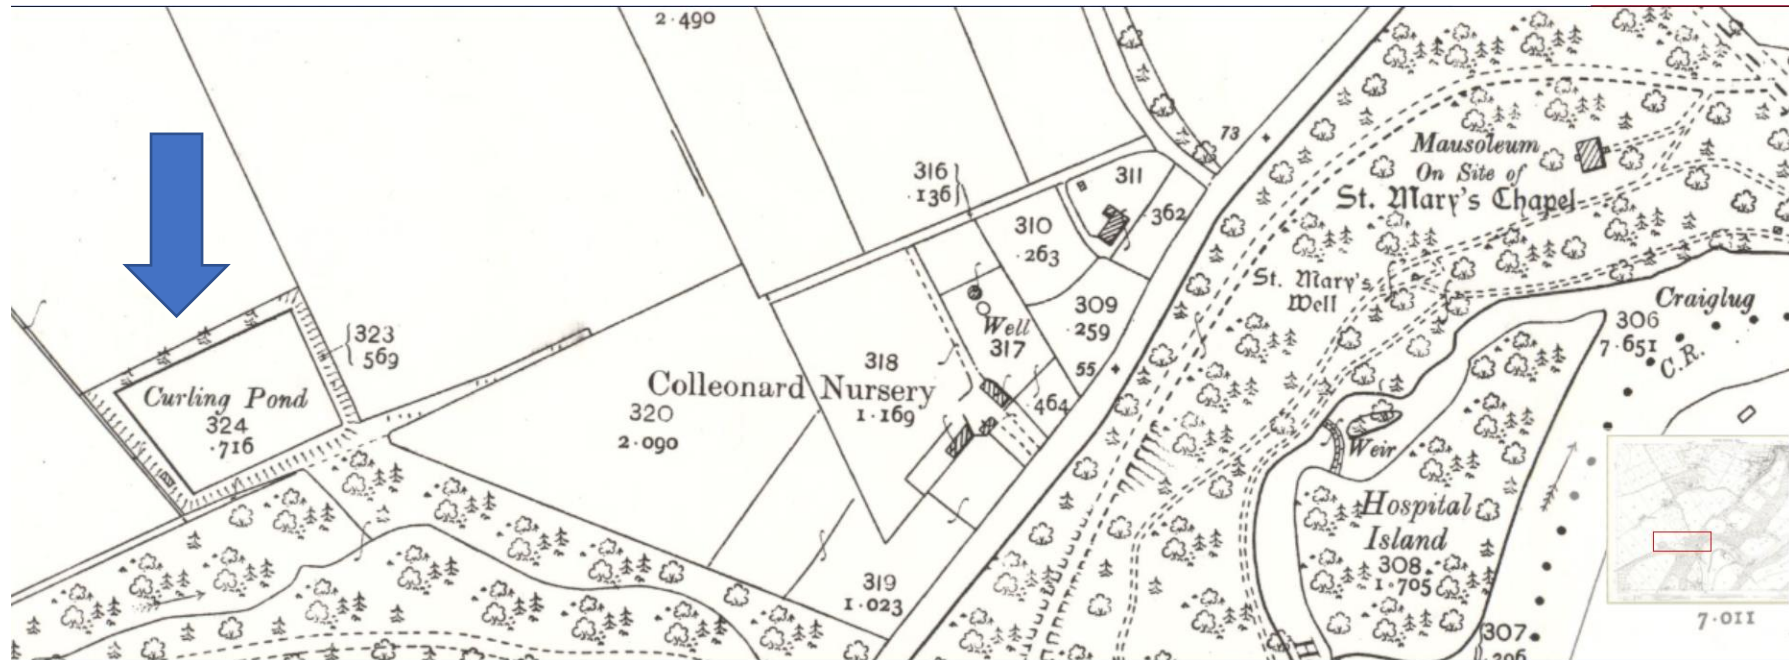 2·490
73
Mausoleum
On Site of
St. Mary's Chapel
316
·136
311
·362
310
·263
St. Mary's
Well
Craiglug
309
·259
306
7·651
C.R.
323
·569
Well
317
318
1·169
55
Curling Pond
324
·716
Colleonard Nursery
320
2·090
·464
Weir
Hospital
Island
308
1·705
319
1·023
7·011
307
·206